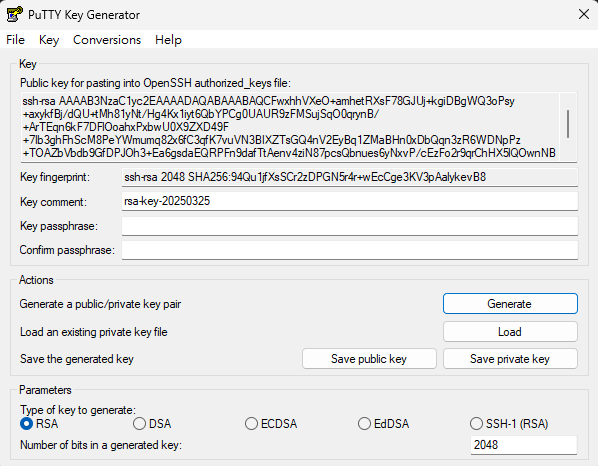 PuTTY Key Generator
File Key Conversions Help
Key
Public key for pasting into OpenSSH authorized_keys file:
ssh-rsa AAAAB3NzaC1yc2EAAAADAQABAAABAQCFwxhhVXeO+amhetRXsF78GJUj+kgiDBgWQ3oPsy
+axykfBj/dQU+tMh81yNt/Hg4Kx1iyt6QbYPCg0UAUR9zFMSujSqO0qrynB/
+ArTEqn6kF7DFlOoahxPxbwU0X9ZXD49F
+7Ib3ghFhScM8PeYWmumq82x6fC3qfK7vuVN3BIXZTsGQ4nV2EyBq1ZMaBHn0xDbQqn3zR6WDNpPz
+TOAZbVbdb9GfDPJOh3+Ea6gsdaEQRPFn9dafTtAenv4ziN87pcsQbnues6yNxvP/cEzFo2r9qrChHX5lQOwnNB
Key fingerprint: ssh-rsa 2048 SHA256:94Qu1jfXsSCr2zDPGN5r4r+wEcCge3KV3pAalykevB8
Key comment: rsa-key-20250325
Key passphrase:
Confirm passphrase:
Actions
Generate a public/private key pair Generate
Load an existing private key file Load
Save the generated key Save public key Save private key
Parameters
Type of key to generate:
RSA DSA ECDSA EdDSA SSH-1 (RSA)
Number of bits in a generated key: 2048